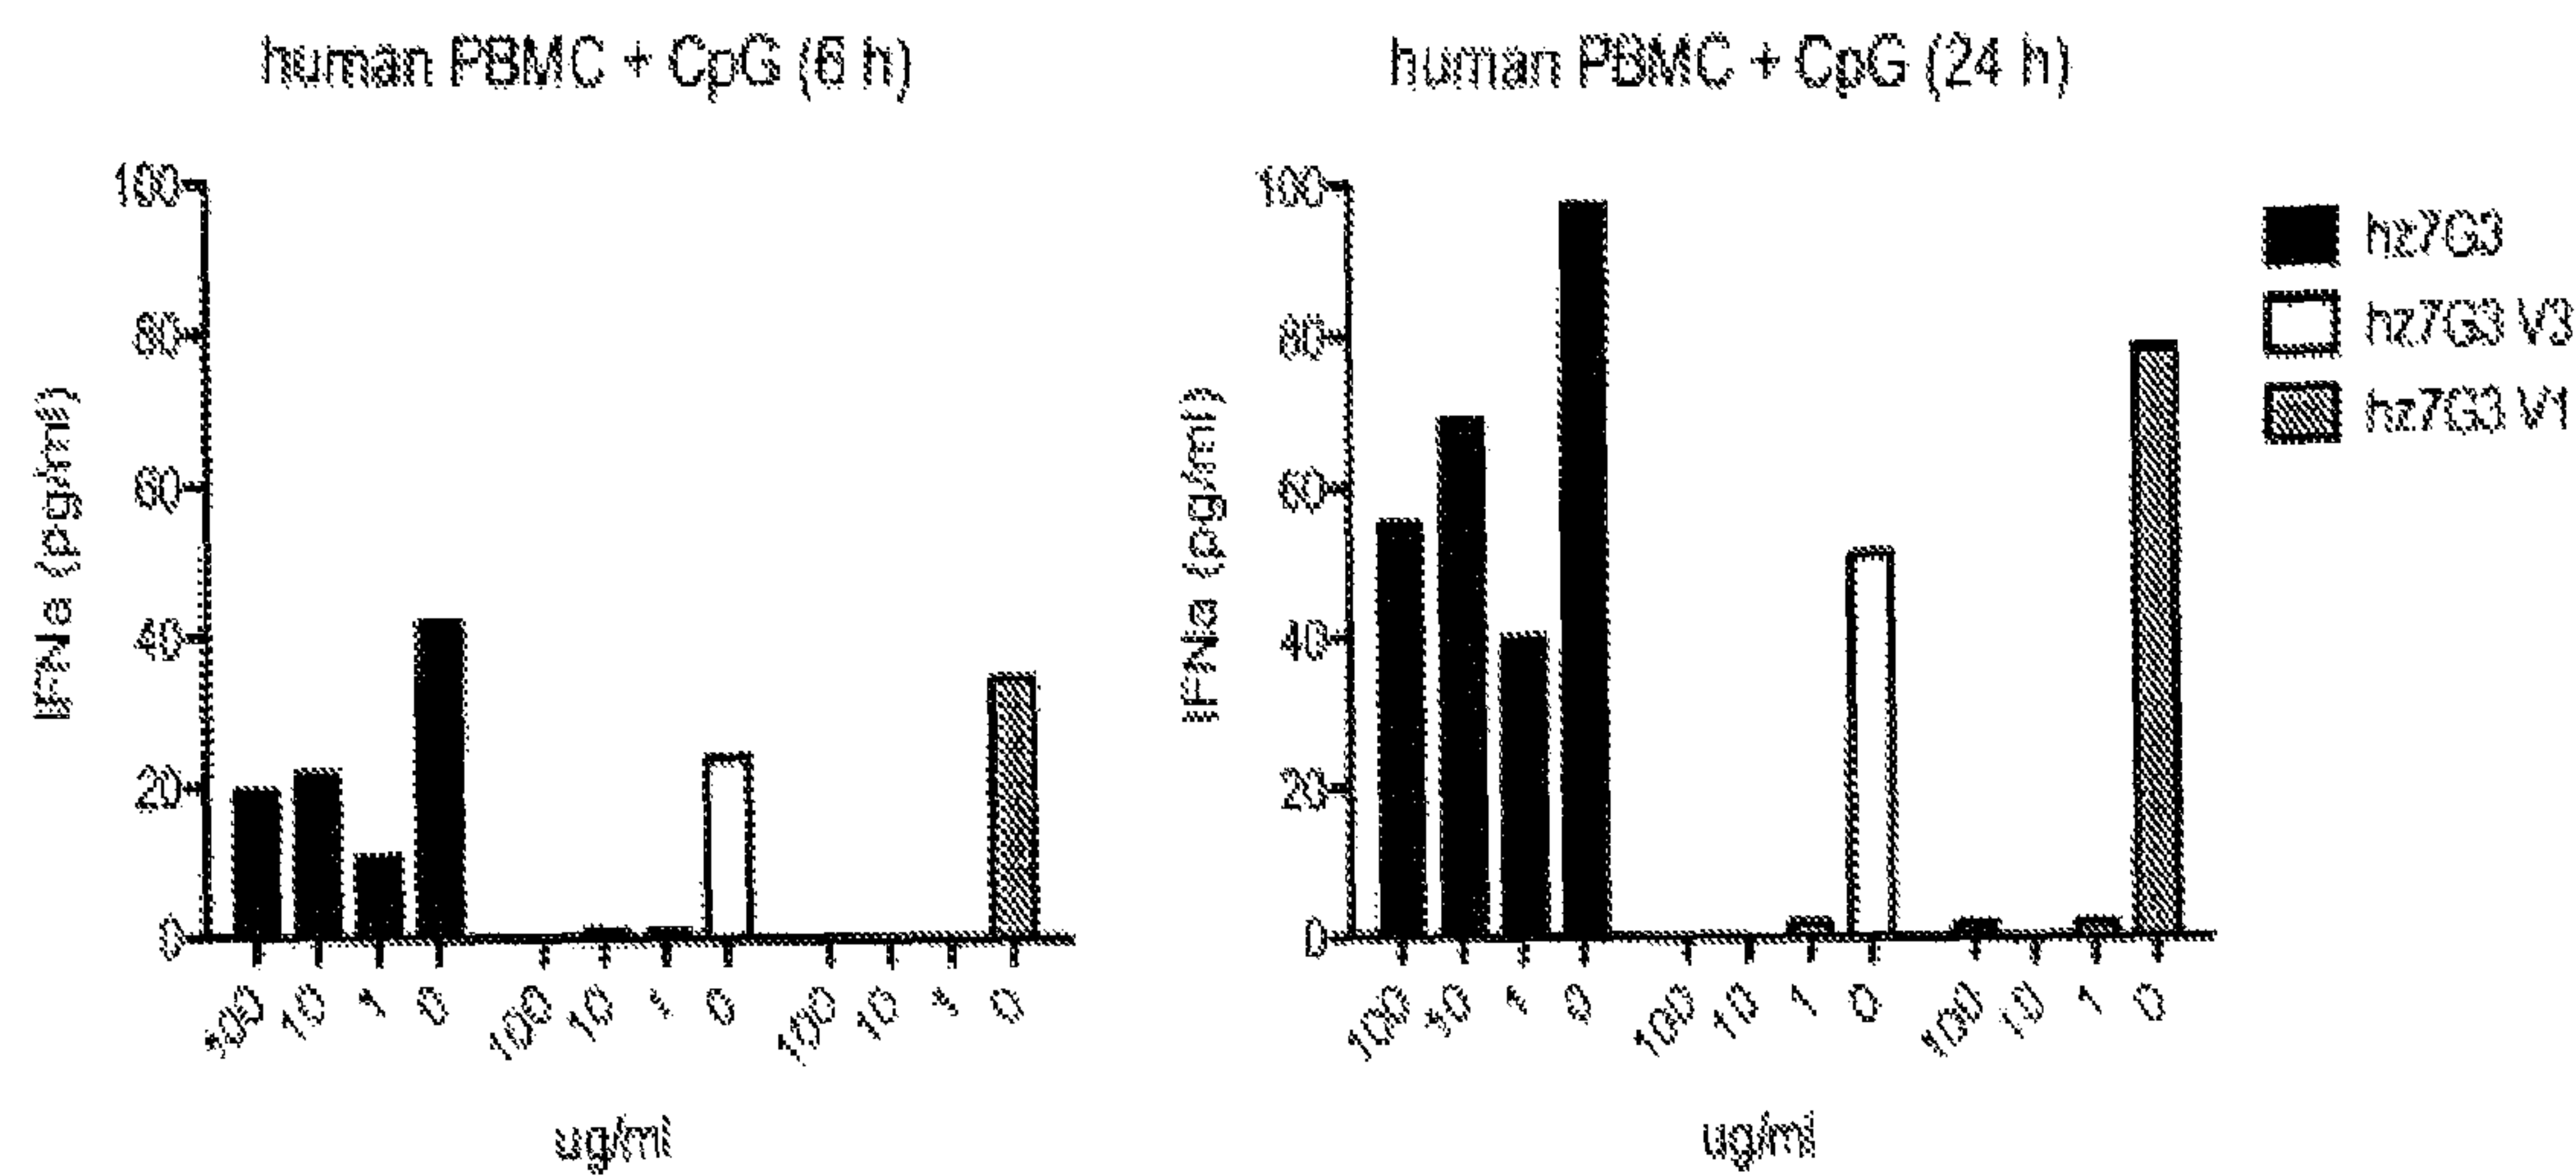 human PBMC + CpG (6 h)
100
80
60
40
20
0
IFNa (pg/ml)
100 10 1 0 100 10 1 0 100 10 1 0
ug/ml
human PBMC + CpG (24 h)
100
80
60
40
20
0
IFNa (pg/ml)
100 10 1 0 100 10 1 0 100 10 1 0
ug/ml
hz7G3
hz7G3 V3
hz7G3 V1